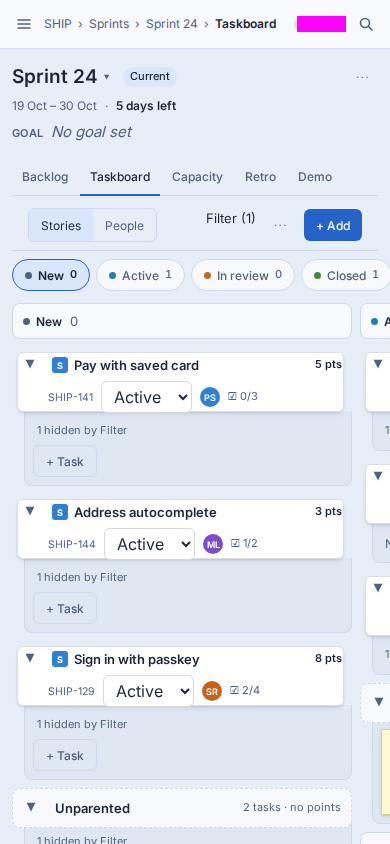 SHIP › Sprints › Sprint 24 › Taskboard
Sprint 24 Current ...
19 Oct – 30 Oct · 5 days left
GOAL No goal set
Backlog Taskboard Capacity Retro Demo
Stories People Filter (1) ... + Add
New 0 Active 1 In review 0 Closed 1
New 0
S Pay with saved card 5 pts
SHIP-141 Active PS 0/3
1 hidden by Filter
+ Task
S Address autocomplete 3 pts
SHIP-144 Active ML 1/2
1 hidden by Filter
+ Task
S Sign in with passkey 8 pts
SHIP-129 Active SR 2/4
1 hidden by Filter
+ Task
Unparented 2 tasks · no points
1 hidden by Filter